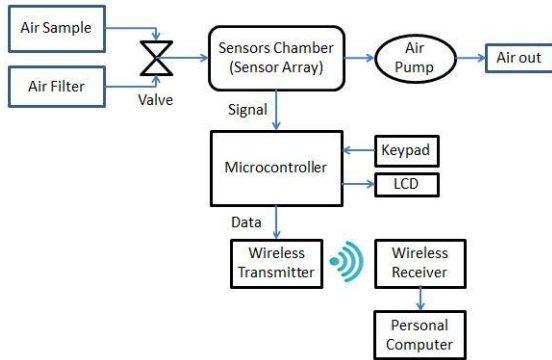 Air Sample
Air Filter
Valve
Sensors Chamber
(Sensor Array)
Air
Pump
Air out
Signal
Microcontroller
Keypad
LCD
Data
Wireless
Transmitter
Wireless
Receiver
Personal
Computer